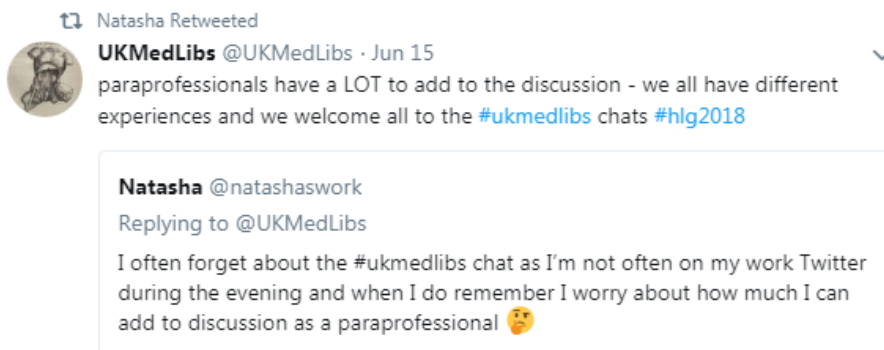 Natasha Retweeted
UKMedLibs @UKMedLibs · Jun 15
paraprofessionals have a LOT to add to the discussion - we all have different
experiences and we welcome all to the #ukmedlibs chats #hlg2018
Natasha @natashaswork
Replying to @UKMedLibs
I often forget about the #ukmedlibs chat as I'm not often on my work Twitter
during the evening and when I do remember I worry about how much I can
add to discussion as a paraprofessional 🤔